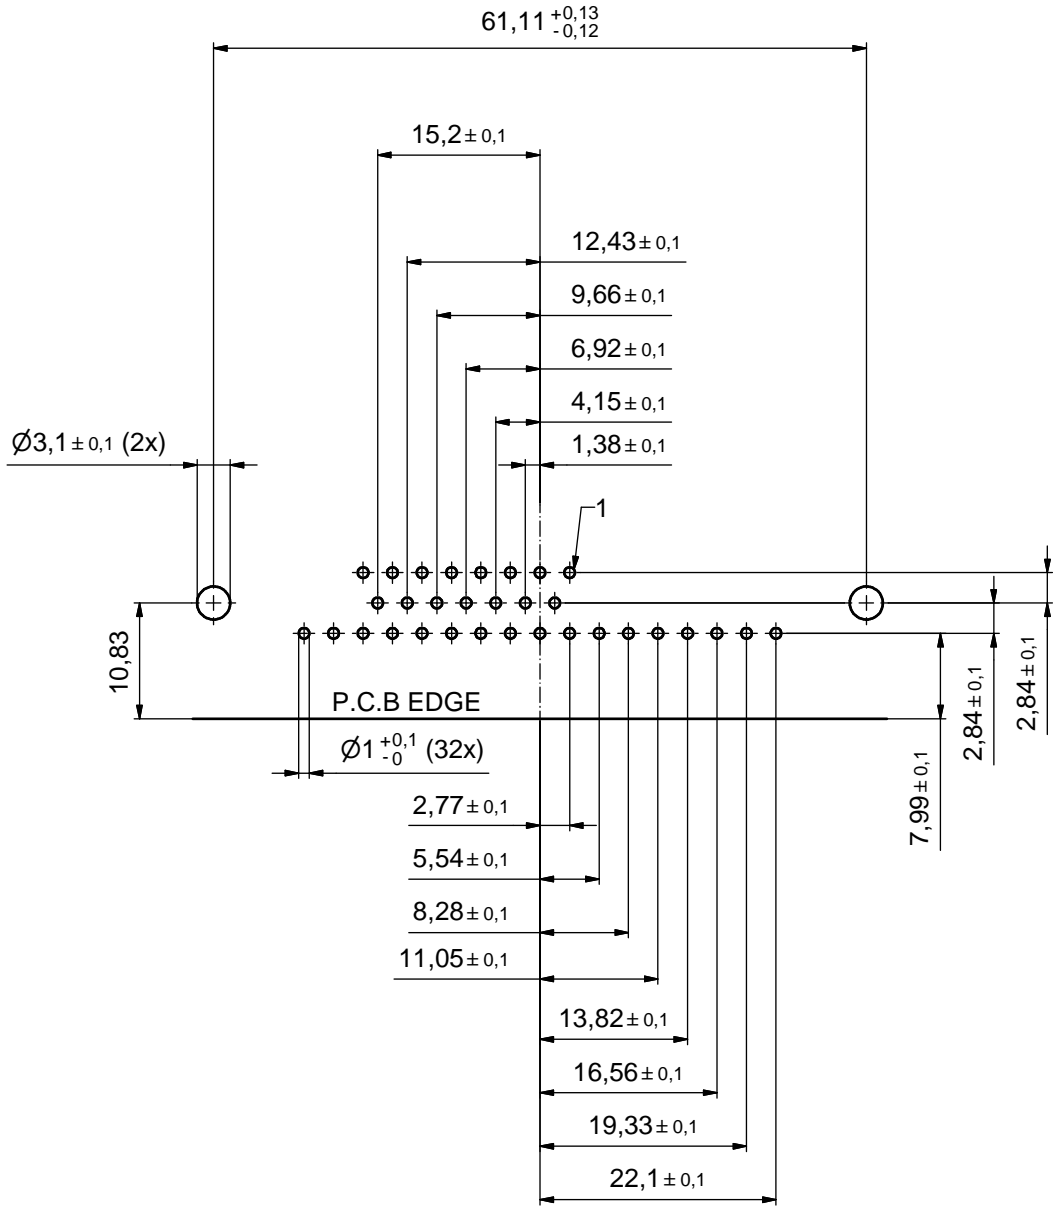 61,11 +0,13 -0,12
15,2 ± 0,1
12,43 ± 0,1
9,66 ± 0,1
6,92 ± 0,1
4,15 ± 0,1
Ø3,1 ± 0,1 (2x)
1,38 ± 0,1
1
10,83
2,84 ± 0,1
2,84 ± 0,1
7,99 ± 0,1
P.C.B EDGE
Ø1 +0,1 -0 (32x)
2,77 ± 0,1
5,54 ± 0,1
8,28 ± 0,1
11,05 ± 0,1
13,82 ± 0,1
16,56 ± 0,1
19,33 ± 0,1
22,1 ± 0,1